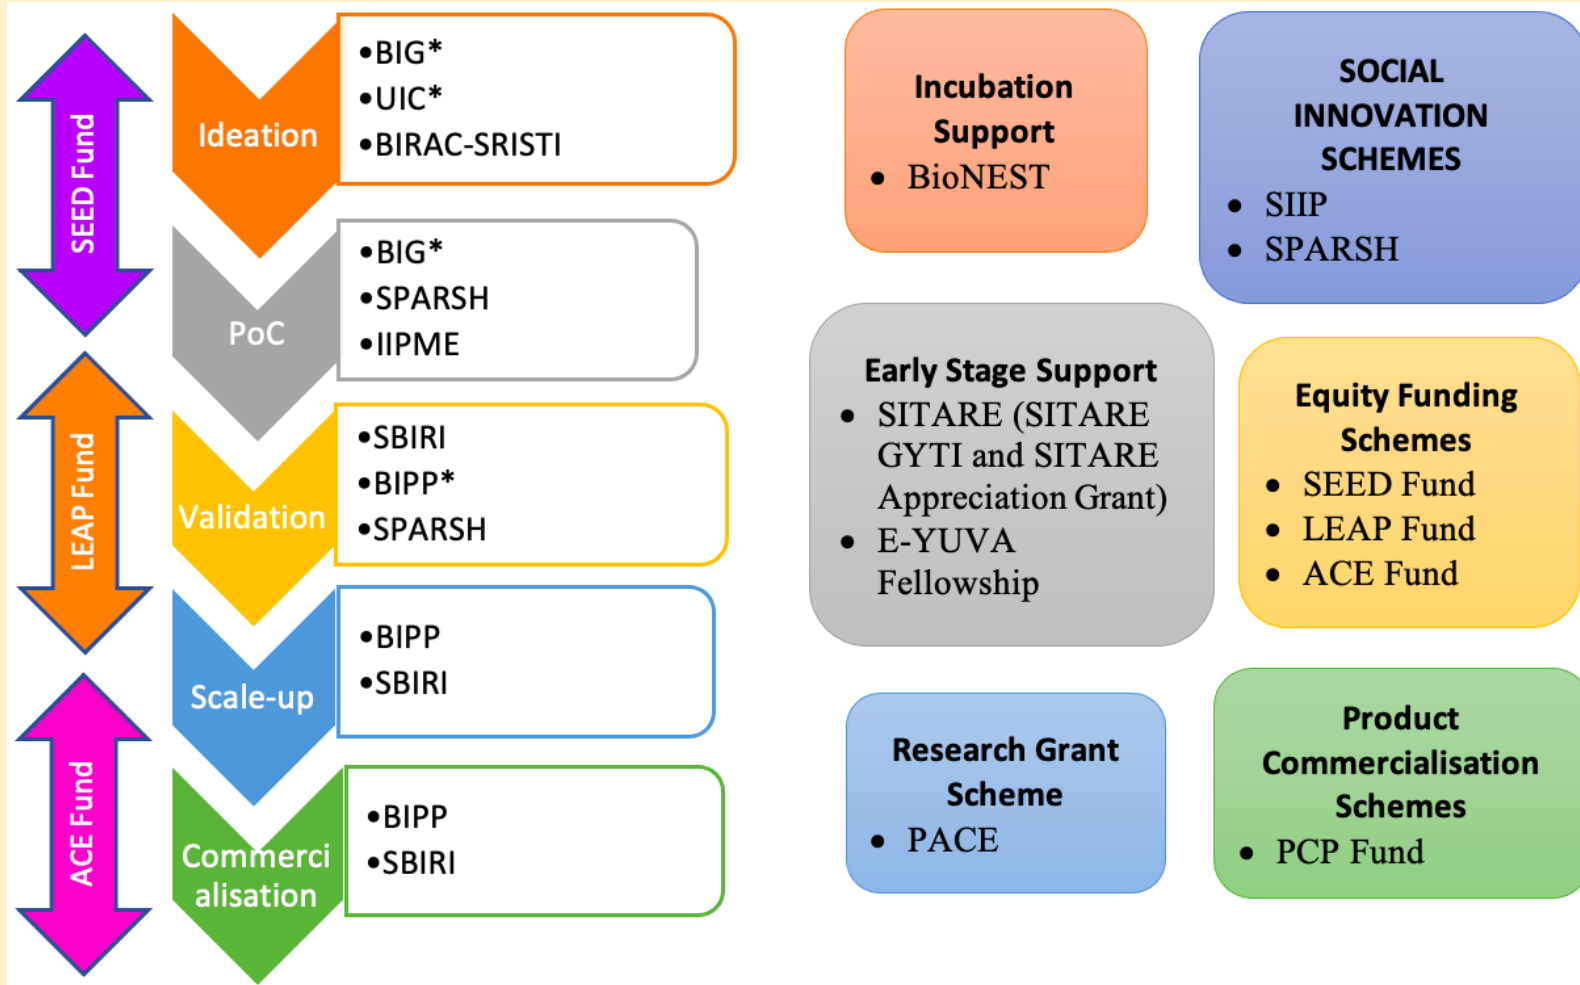 SEED Fund
Ideation
•BIG*
•UIC*
•BIRAC-SRISTI
PoC
•BIG*
•SPARSH
•IIPME
LEAP Fund
Validation
•SBIRI
•BIPP*
•SPARSH
Scale-up
•BIPP
•SBIRI
ACE Fund
Commerci
alisation
•BIPP
•SBIRI
Incubation
Support
• BioNEST
SOCIAL
INNOVATION
SCHEMES
• SIIP
• SPARSH
Early Stage Support
• SITARE (SITARE
GYTI and SITARE
Appreciation Grant)
• E-YUVA
Fellowship
Equity Funding
Schemes
• SEED Fund
• LEAP Fund
• ACE Fund
Research Grant
Scheme
• PACE
Product
Commercialisation
Schemes
• PCP Fund